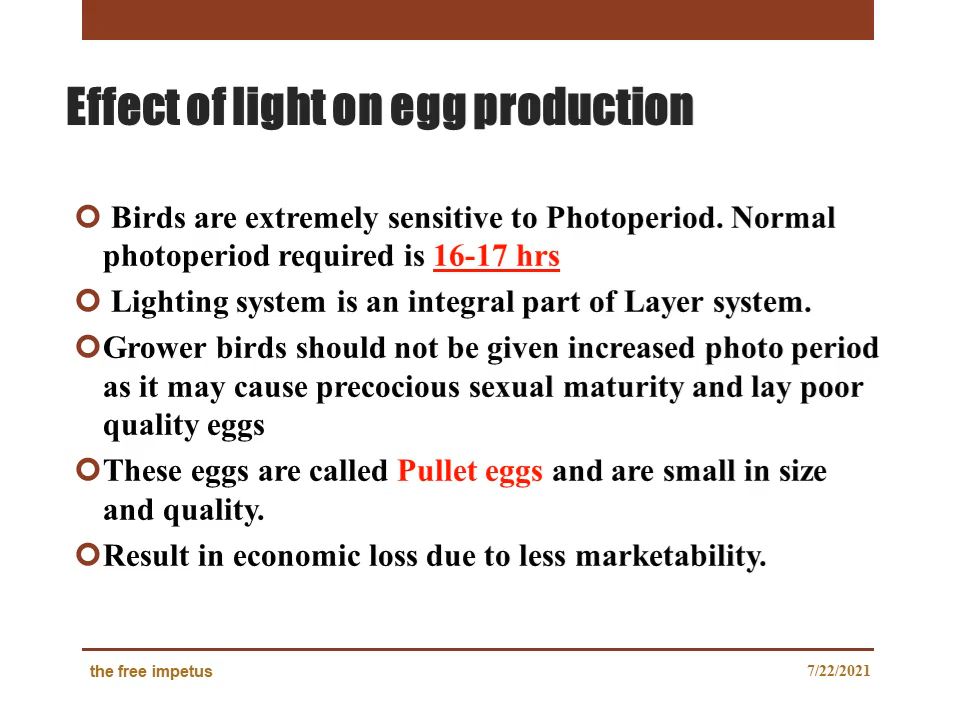 Effect of light on egg production
Birds are extremely sensitive to Photoperiod. Normal
photoperiod required is 16-17 hrs
Lighting system is an integral part of Layer system.
Grower birds should not be given increased photo period
as it may cause precocious sexual maturity and lay poor
quality eggs
These eggs are called Pullet eggs and are small in size
and quality.
Result in economic loss due to less marketability.
the free impetus
7/22/2021